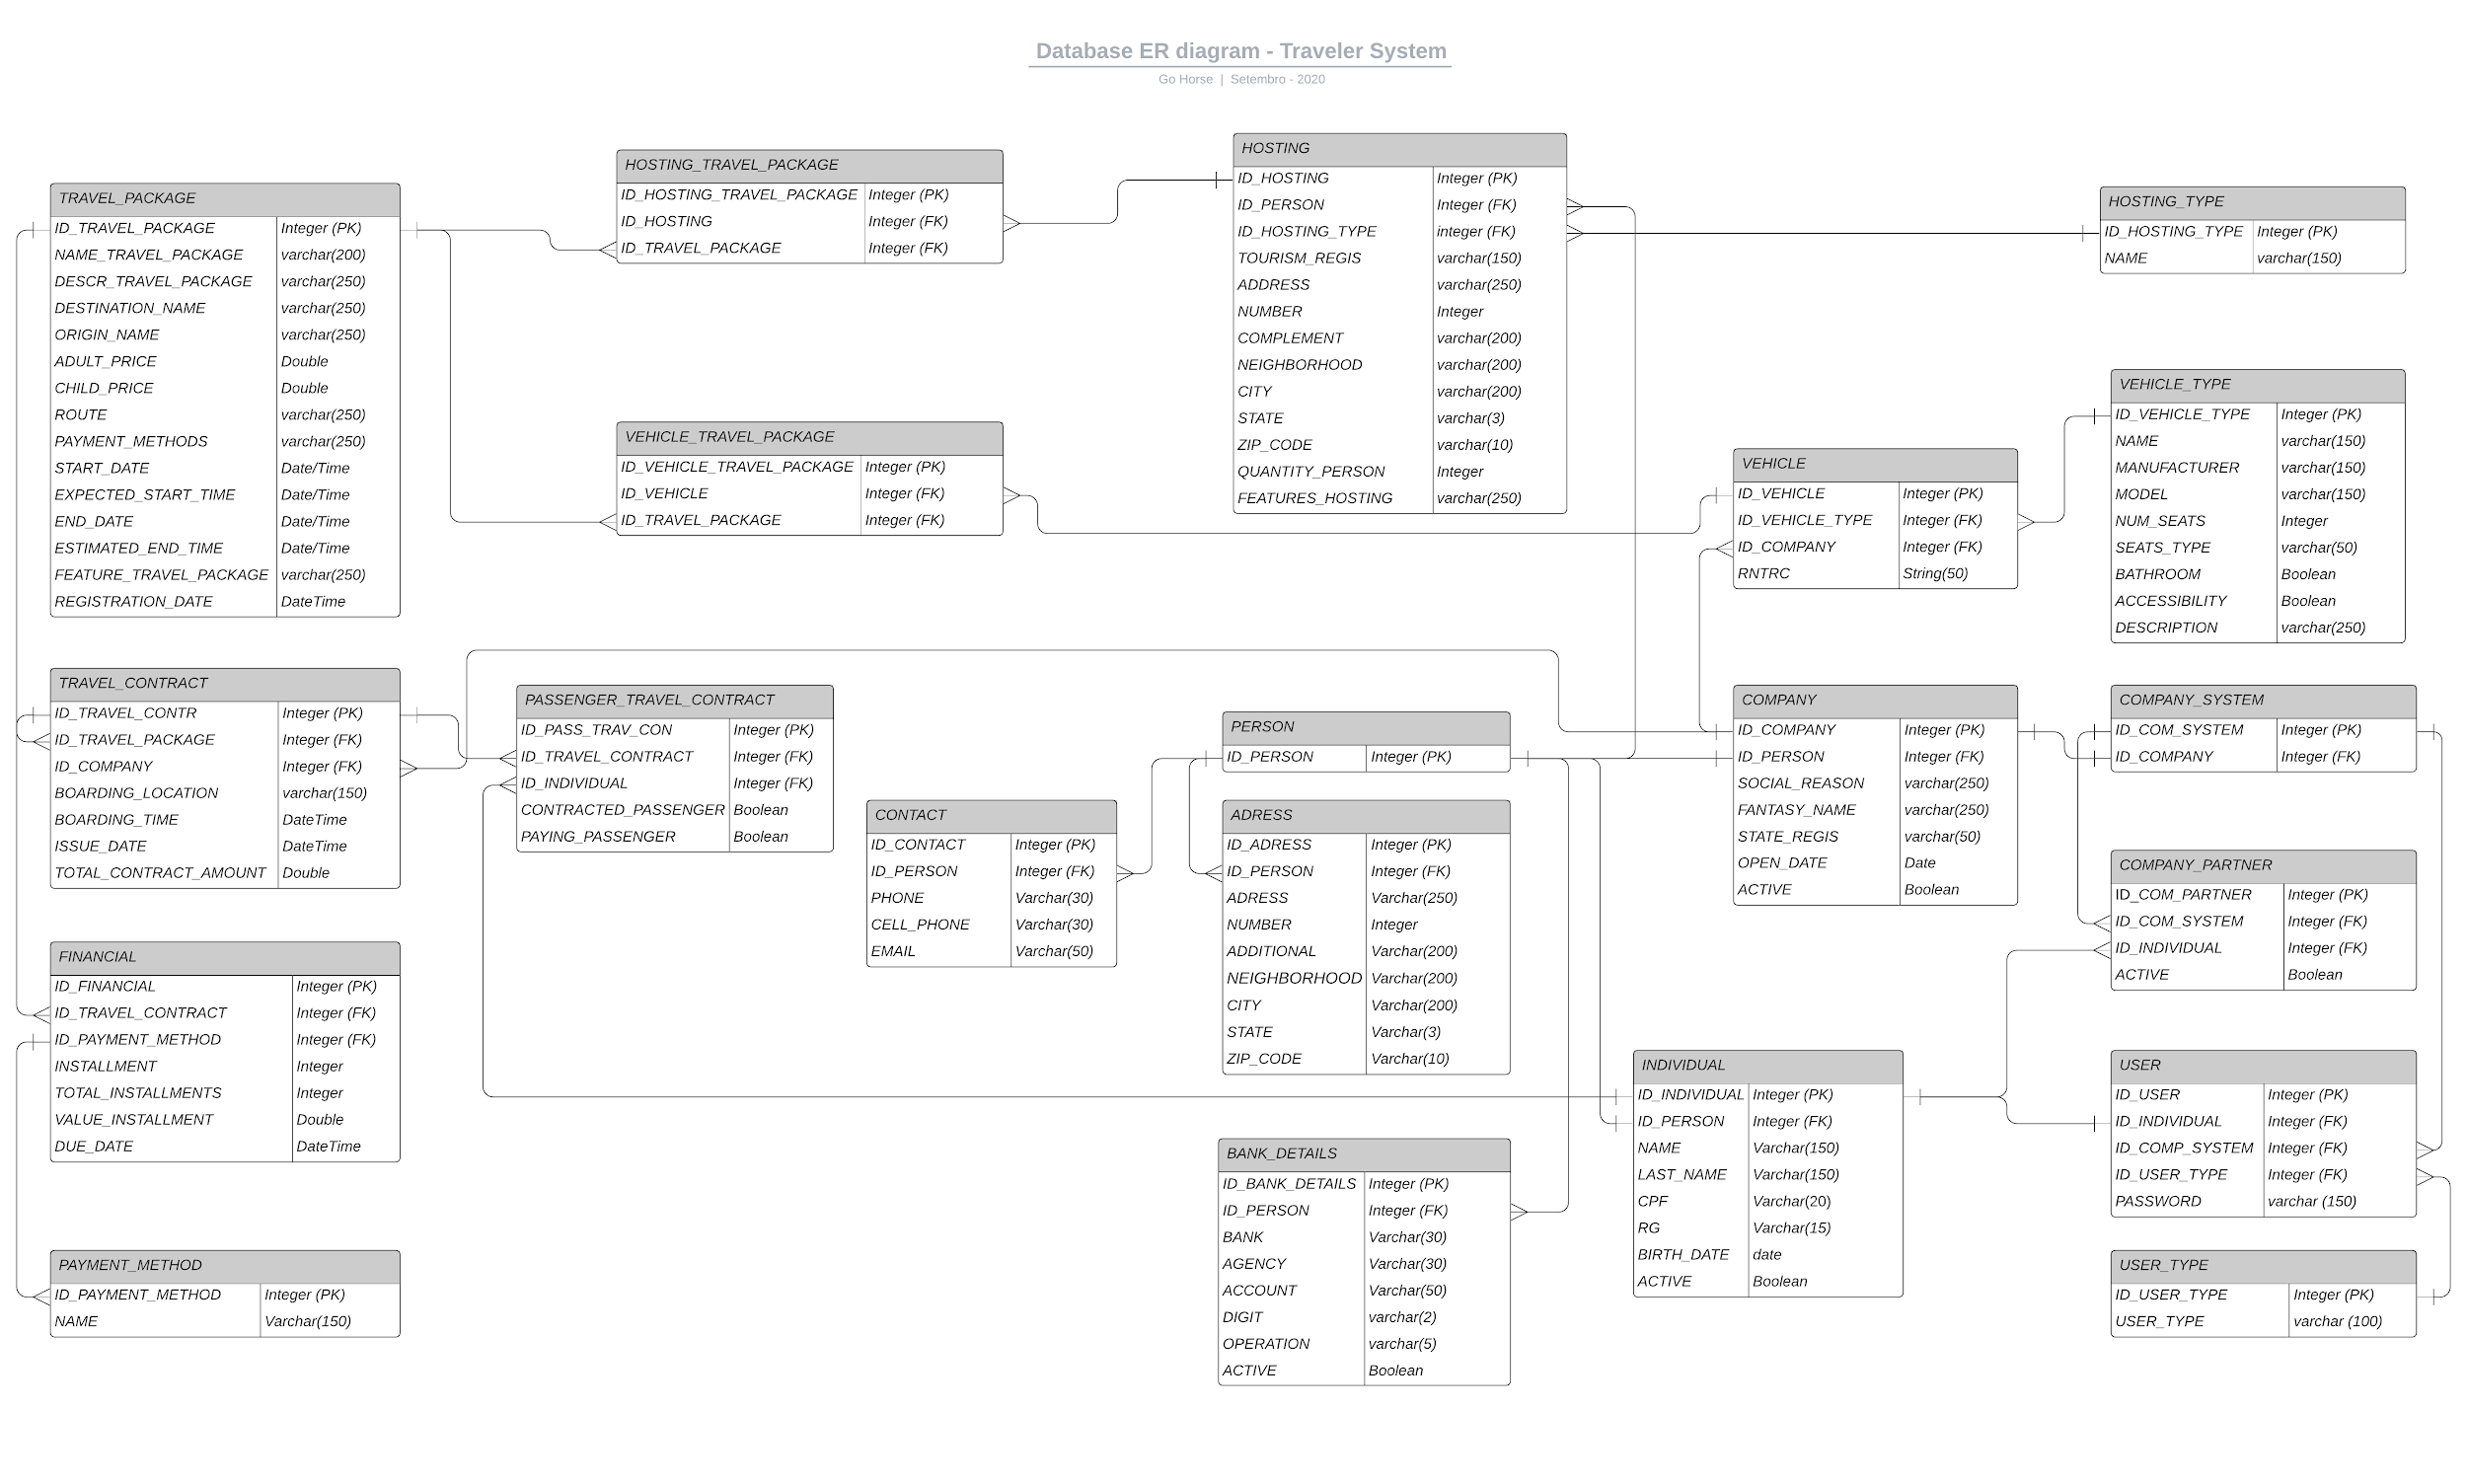 Database ER diagram - Traveler System
Go Horse | Setembro - 2020
TRAVEL_PACKAGE
ID_TRAVEL_PACKAGE Integer (PK)
NAME_TRAVEL_PACKAGE varchar(200)
DESCR_TRAVEL_PACKAGE varchar(250)
DESTINATION_NAME varchar(250)
ORIGIN_NAME varchar(250)
ADULT_PRICE Double
CHILD_PRICE Double
ROUTE varchar(250)
PAYMENT_METHODS varchar(250)
START_DATE Date/Time
EXPECTED_START_TIME Date/Time
END_DATE Date/Time
ESTIMATED_END_TIME Date/Time
FEATURE_TRAVEL_PACKAGE varchar(250)
REGISTRATION_DATE DateTime
HOSTING_TRAVEL_PACKAGE
ID_HOSTING_TRAVEL_PACKAGE Integer (PK)
ID_HOSTING Integer (FK)
ID_TRAVEL_PACKAGE Integer (FK)
HOSTING
ID_HOSTING Integer (PK)
ID_PERSON Integer (FK)
ID_HOSTING_TYPE integer (FK)
TOURISM_REGIS varchar(150)
ADDRESS varchar(250)
NUMBER Integer
COMPLEMENT varchar(200)
NEIGHBORHOOD varchar(200)
CITY varchar(200)
STATE varchar(3)
ZIP_CODE varchar(10)
QUANTITY_PERSON Integer
FEATURES_HOSTING varchar(250)
HOSTING_TYPE
ID_HOSTING_TYPE Integer (PK)
NAME varchar(150)
VEHICLE_TRAVEL_PACKAGE
ID_VEHICLE_TRAVEL_PACKAGE Integer (PK)
ID_VEHICLE Integer (FK)
ID_TRAVEL_PACKAGE Integer (FK)
VEHICLE
ID_VEHICLE Integer (PK)
ID_VEHICLE_TYPE Integer (FK)
ID_COMPANY Integer (FK)
RNTRC String(50)
VEHICLE_TYPE
ID_VEHICLE_TYPE Integer (PK)
NAME varchar(150)
MANUFACTURER varchar(150)
MODEL varchar(150)
NUM_SEATS Integer
SEATS_TYPE varchar(50)
BATHROOM Boolean
ACCESSIBILITY Boolean
DESCRIPTION varchar(250)
TRAVEL_CONTRACT
ID_TRAVEL_CONTR Integer (PK)
ID_TRAVEL_PACKAGE Integer (FK)
ID_COMPANY Integer (FK)
BOARDING_LOCATION varchar(150)
BOARDING_TIME DateTime
ISSUE_DATE DateTime
TOTAL_CONTRACT_AMOUNT Double
PASSENGER_TRAVEL_CONTRACT
ID_PASS_TRAV_CON Integer (PK)
ID_TRAVEL_CONTRACT Integer (FK)
ID_INDIVIDUAL Integer (FK)
CONTRACTED_PASSENGER Boolean
PAYING_PASSENGER Boolean
PERSON
ID_PERSON Integer (PK)
CONTACT
ID_CONTACT Integer (PK)
ID_PERSON Integer (FK)
PHONE Varchar(30)
CELL_PHONE Varchar(30)
EMAIL Varchar(50)
ADRESS
ID_ADRESS Integer (PK)
ID_PERSON Integer (FK)
ADRESS Varchar(250)
NUMBER Integer
ADDITIONAL Varchar(200)
NEIGHBORHOOD Varchar(200)
CITY Varchar(200)
STATE Varchar(3)
ZIP_CODE Varchar(10)
COMPANY
ID_COMPANY Integer (PK)
ID_PERSON Integer (FK)
SOCIAL_REASON varchar(250)
FANTASY_NAME varchar(250)
STATE_REGIS varchar(50)
OPEN_DATE Date
ACTIVE Boolean
COMPANY_SYSTEM
ID_COM_SYSTEM Integer (PK)
ID_COMPANY Integer (FK)
COMPANY_PARTNER
ID_COM_PARTNER Integer (PK)
ID_COM_SYSTEM Integer (FK)
ID_INDIVIDUAL Integer (FK)
ACTIVE Boolean
FINANCIAL
ID_FINANCIAL Integer (PK)
ID_TRAVEL_CONTRACT Integer (FK)
ID_PAYMENT_METHOD Integer (FK)
INSTALLMENT Integer
TOTAL_INSTALLMENTS Integer
VALUE_INSTALLMENT Double
DUE_DATE DateTime
BANK_DETAILS
ID_BANK_DETAILS Integer (PK)
ID_PERSON Integer (FK)
BANK Varchar(30)
AGENCY Varchar(30)
ACCOUNT Varchar(50)
DIGIT varchar(2)
OPERATION varchar(5)
ACTIVE Boolean
INDIVIDUAL
ID_INDIVIDUAL Integer (PK)
ID_PERSON Integer (FK)
NAME Varchar(150)
LAST_NAME Varchar(150)
CPF Varchar(20)
RG Varchar(15)
BIRTH_DATE date
ACTIVE Boolean
USER
ID_USER Integer (PK)
ID_INDIVIDUAL Integer (FK)
ID_COMP_SYSTEM Integer (FK)
ID_USER_TYPE Integer (FK)
PASSWORD varchar (150)
PAYMENT_METHOD
ID_PAYMENT_METHOD Integer (PK)
NAME Varchar(150)
USER_TYPE
ID_USER_TYPE Integer (PK)
USER_TYPE varchar (100)